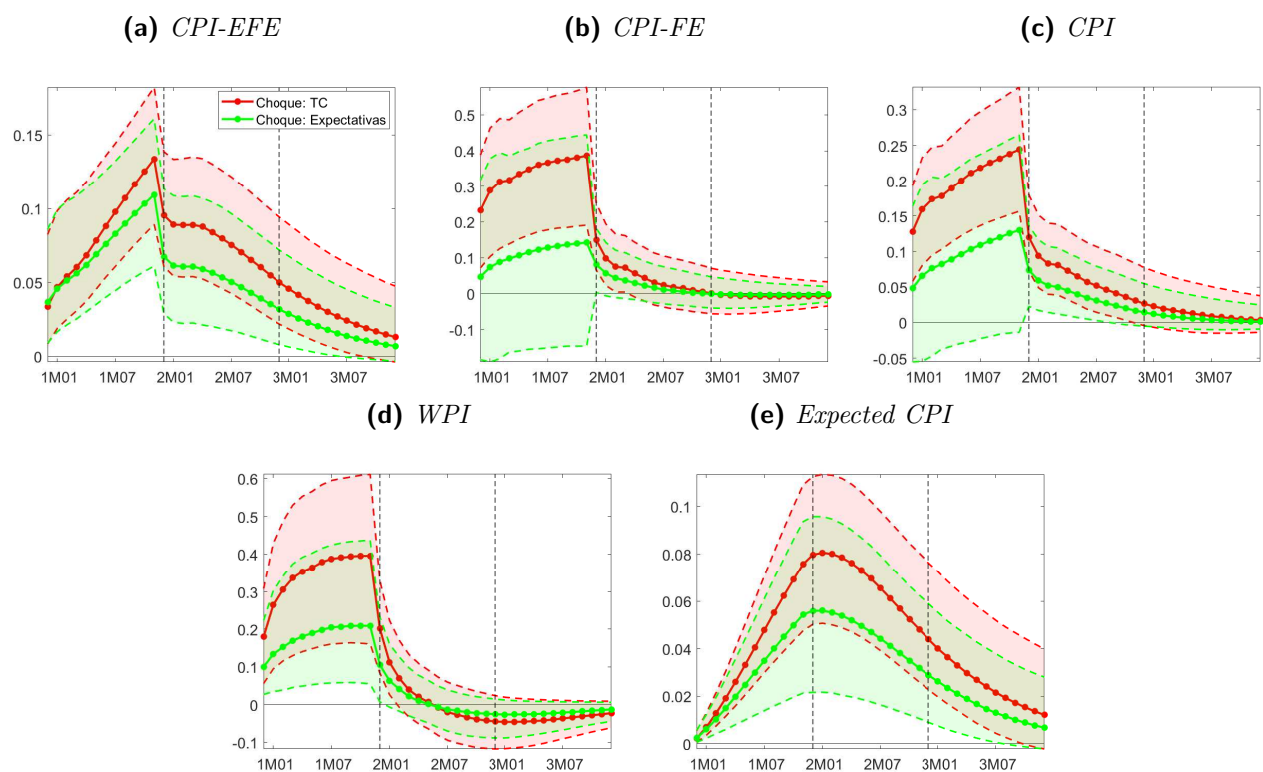 (a) CPI-EFE
(b) CPI-FE
(c) CPI
Choque: TC
Choque: Expectativas
0.15
0.1
0.05
0
1M01 1M07 2M01 2M07 3M01 3M07
0.5
0.4
0.3
0.2
0.1
0
-0.1
1M01 1M07 2M01 2M07 3M01 3M07
0.3
0.25
0.2
0.15
0.1
0.05
0
-0.05
1M01 1M07 2M01 2M07 3M01 3M07
(d) WPI
(e) Expected CPI
0.6
0.5
0.4
0.3
0.2
0.1
0
-0.1
1M01 1M07 2M01 2M07 3M01 3M07
0.1
0.08
0.06
0.04
0.02
0
1M01 1M07 2M01 2M07 3M01 3M07